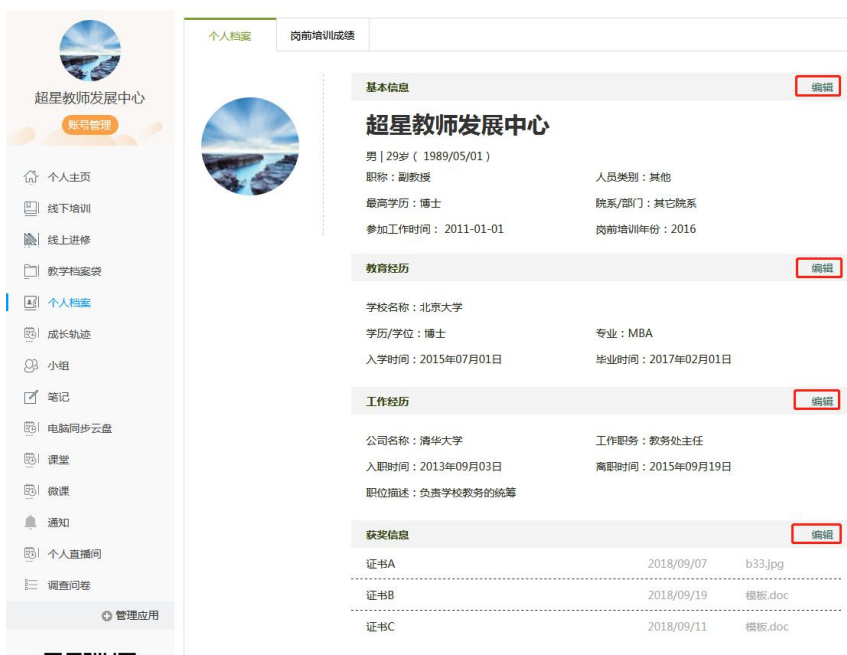 超星教师发展中心
账号管理
个人主页
线下培训
线上进修
教学档案袋
个人档案
成长轨迹
小组
笔记
电脑同步云盘
课堂
微课
通知
个人直播间
调查问卷
管理应用
个人档案 岗前培训成绩
基本信息 编辑
超星教师发展中心
男 | 29岁 ( 1989/05/01 )
职称：副教授 人员类别：其他
最高学历：博士 院系/部门：其它院系
参加工作时间： 2011-01-01 岗前培训年份：2016
教育经历 编辑
学校名称：北京大学
学历/学位：博士 专业：MBA
入学时间：2015年07月01日 毕业时间：2017年02月01日
工作经历 编辑
公司名称：清华大学 工作职务：教务处主任
入职时间：2013年09月03日 离职时间：2015年09月19日
职位描述：负责学校教务的统筹
获奖信息 编辑
证书A 2018/09/07 b33.jpg
证书B 2018/09/19 模板.doc
证书C 2018/09/11 模板.doc